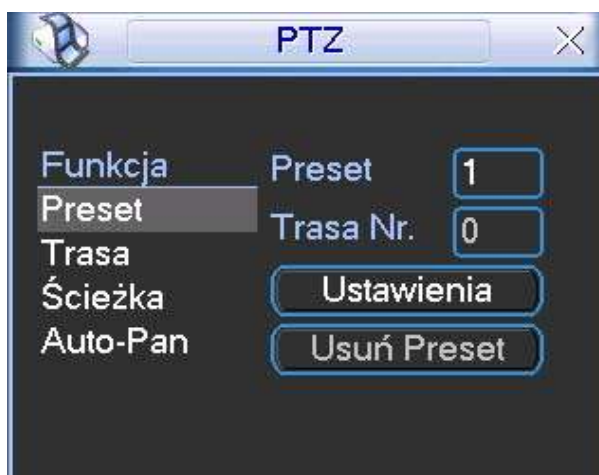 PTZ
Funkcja
Preset
Trasa
Ścieżka
Auto-Pan
Preset 1
Trasa Nr. 0
Ustawienia
Usuń Preset